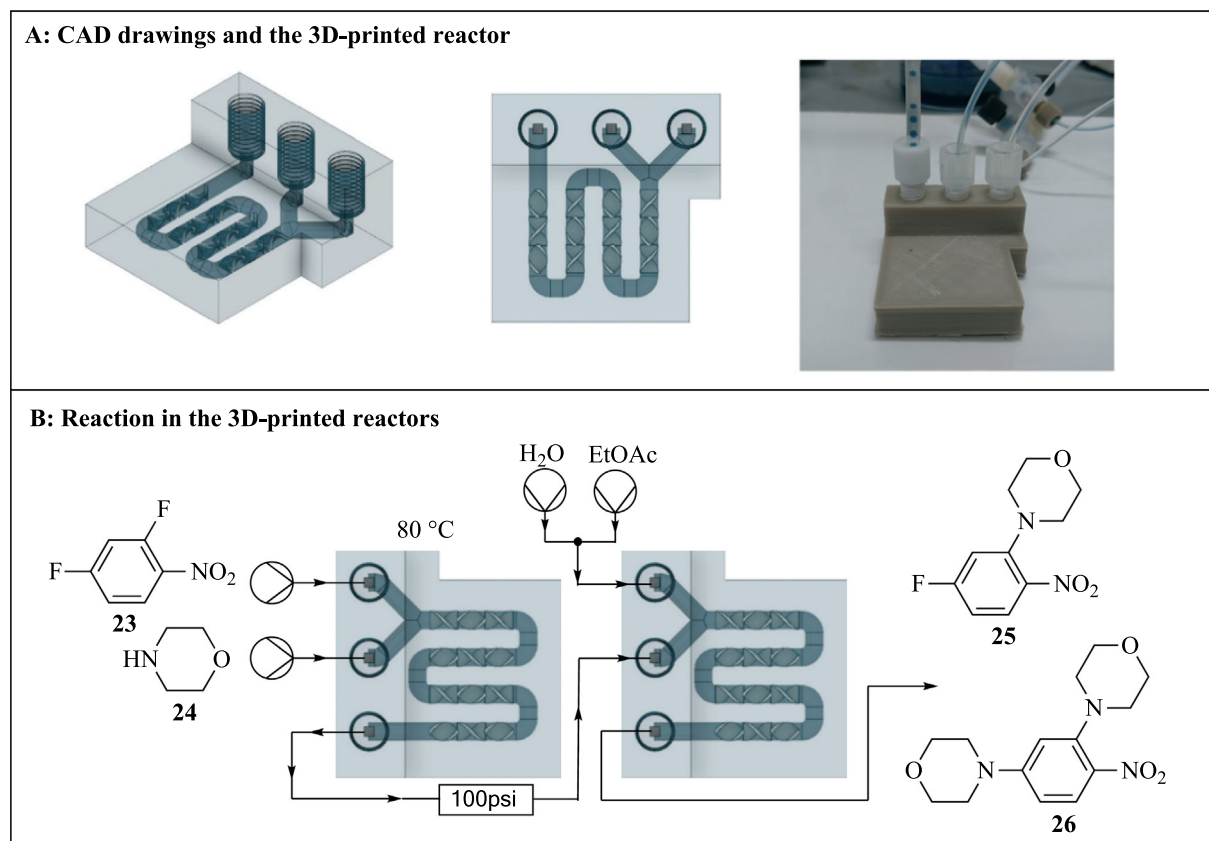 A: CAD drawings and the 3D-printed reactor
B: Reaction in the 3D-printed reactors
H₂O EtOAc
80 °C
F
F
NO₂
23
HN
O
24
100psi
O
N
F
NO₂
25
O
N
O
N
NO₂
26